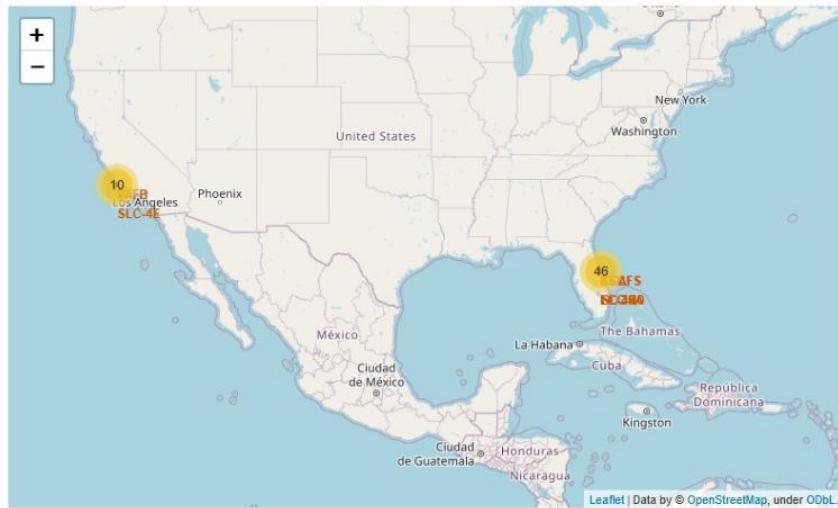 +
−
United States
New York
Washington
10
Los Angeles
SLC-4E
Phoenix
46
México
Ciudad
de México
La Habana
The Bahamas
Cuba
República
Dominicana
Kingston
Ciudad
de Guatemala
Honduras
Nicaragua
Leaflet | Data by © OpenStreetMap, under ODbL.